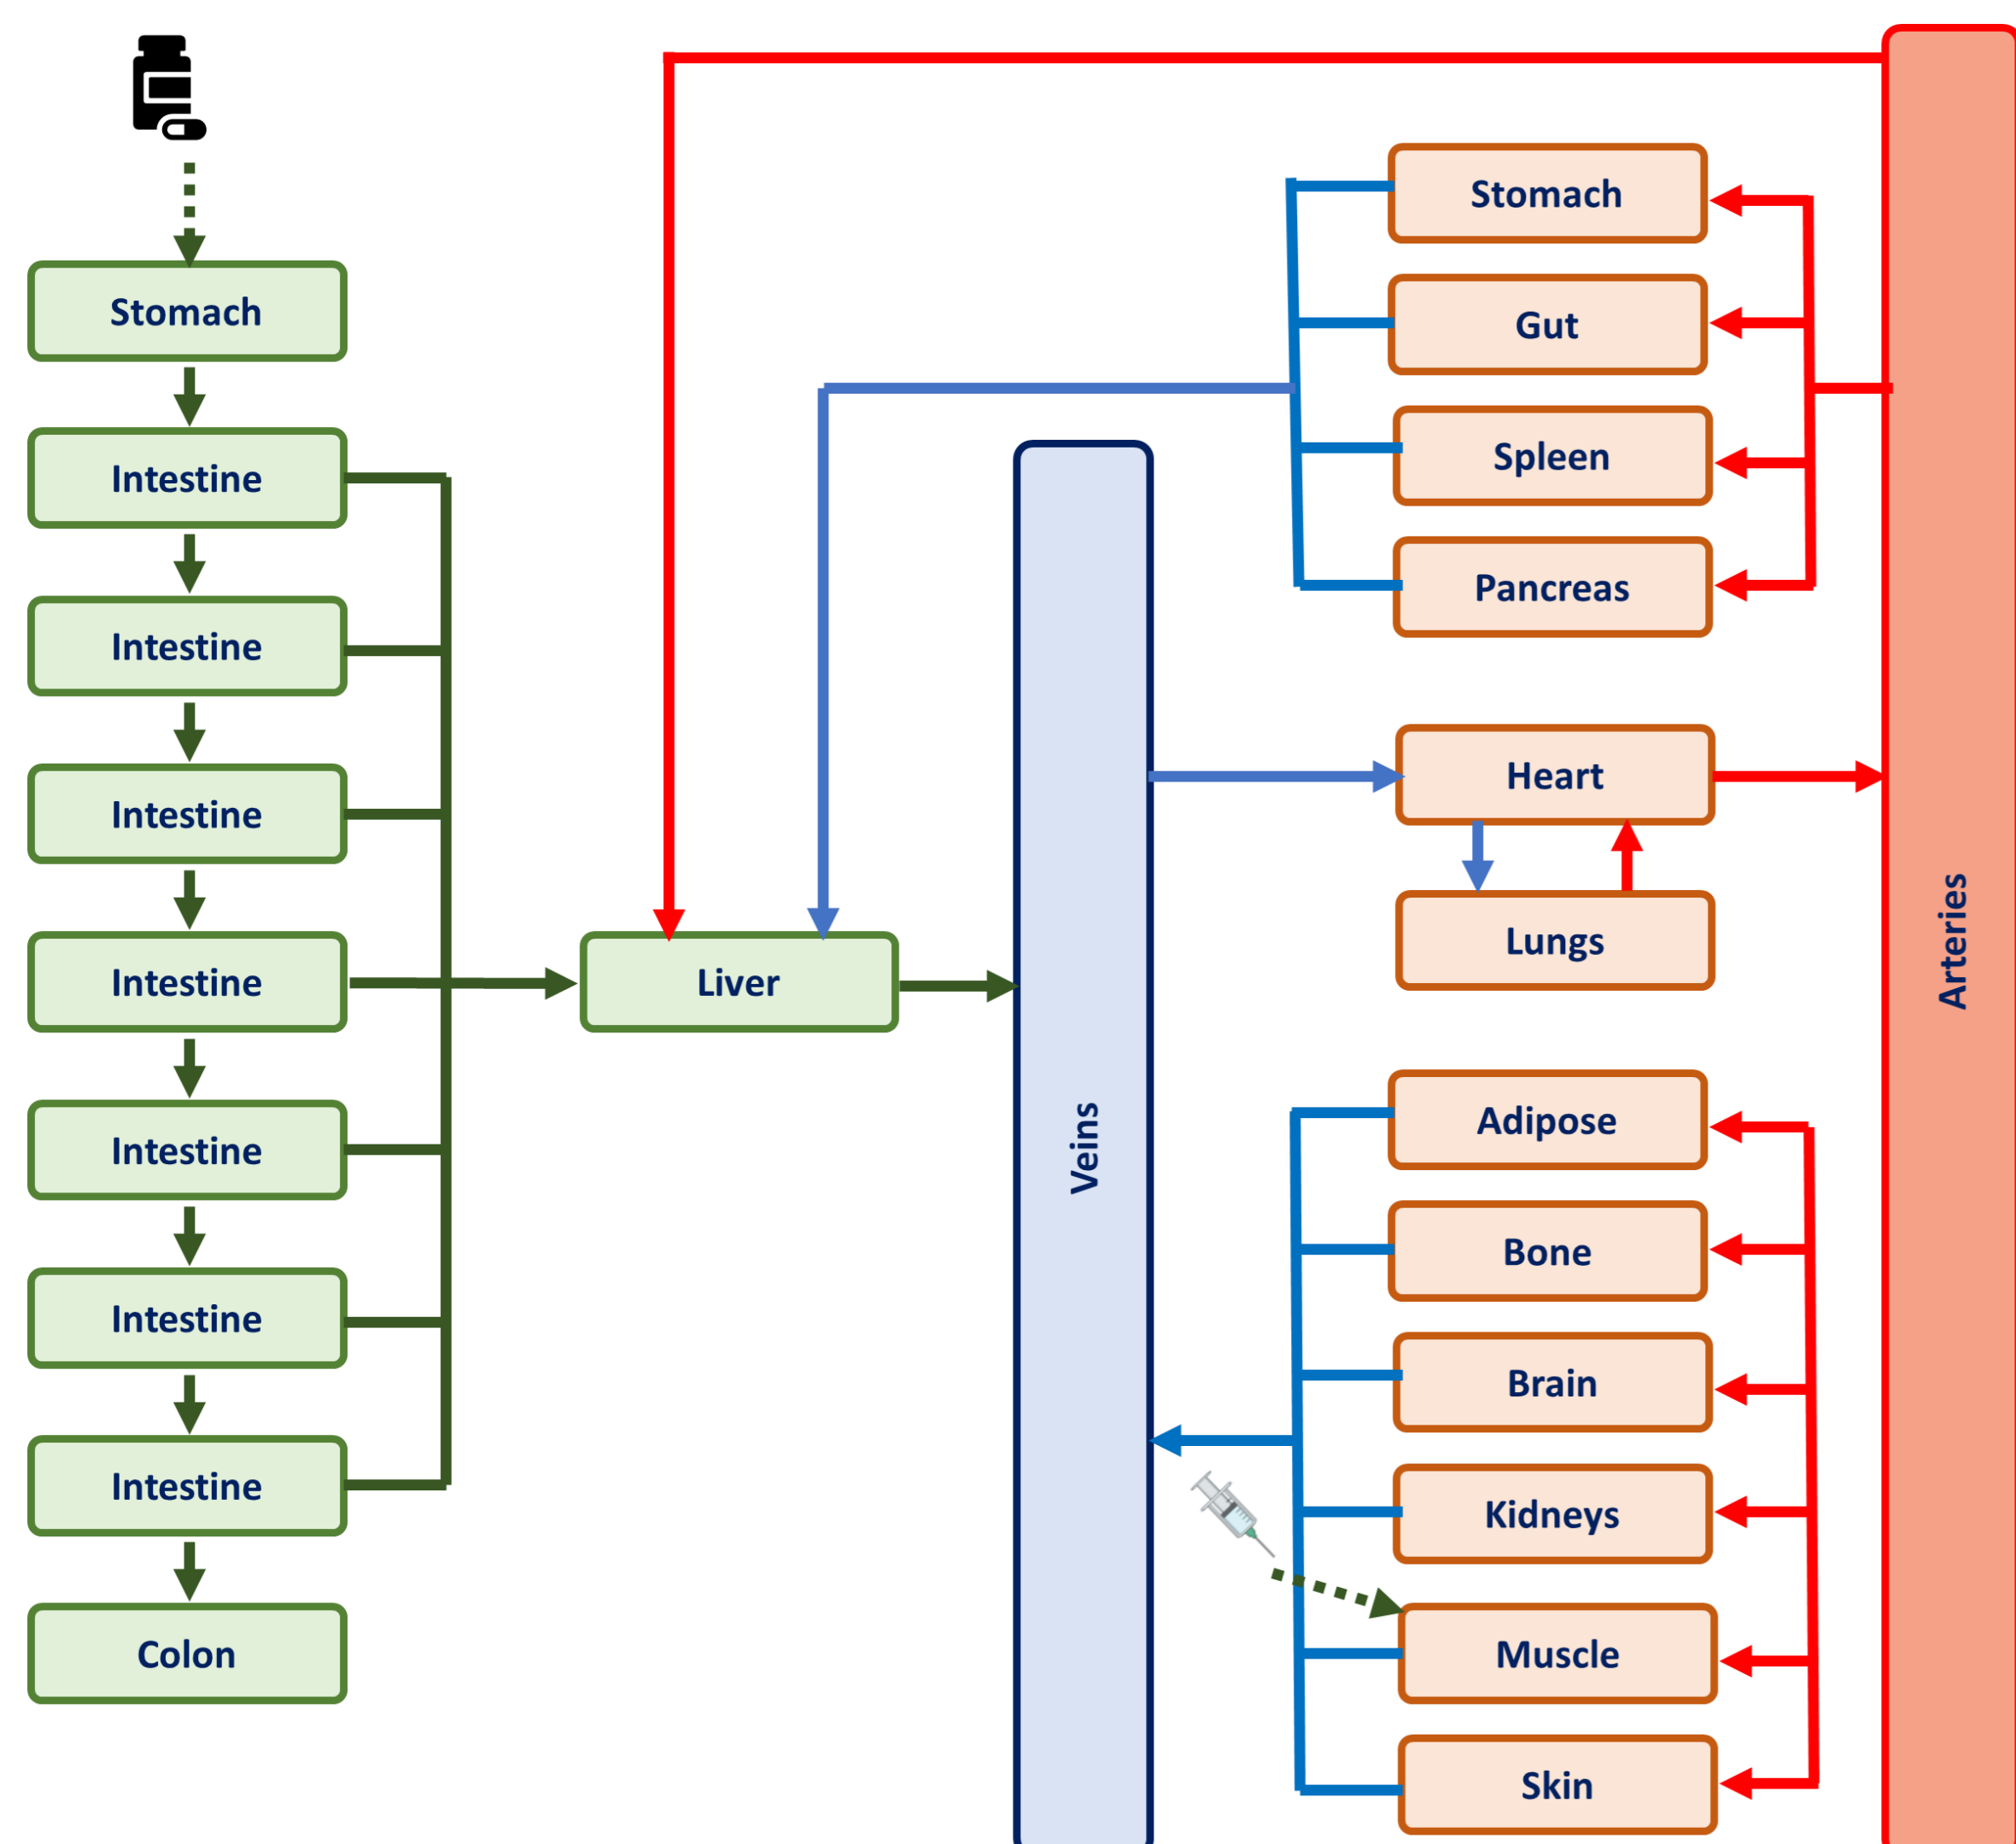 Stomach
Intestine
Intestine
Intestine
Intestine
Intestine
Intestine
Intestine
Colon
Liver
Veins
Stomach
Gut
Spleen
Pancreas
Heart
Lungs
Adipose
Bone
Brain
Kidneys
Muscle
Skin
Arteries